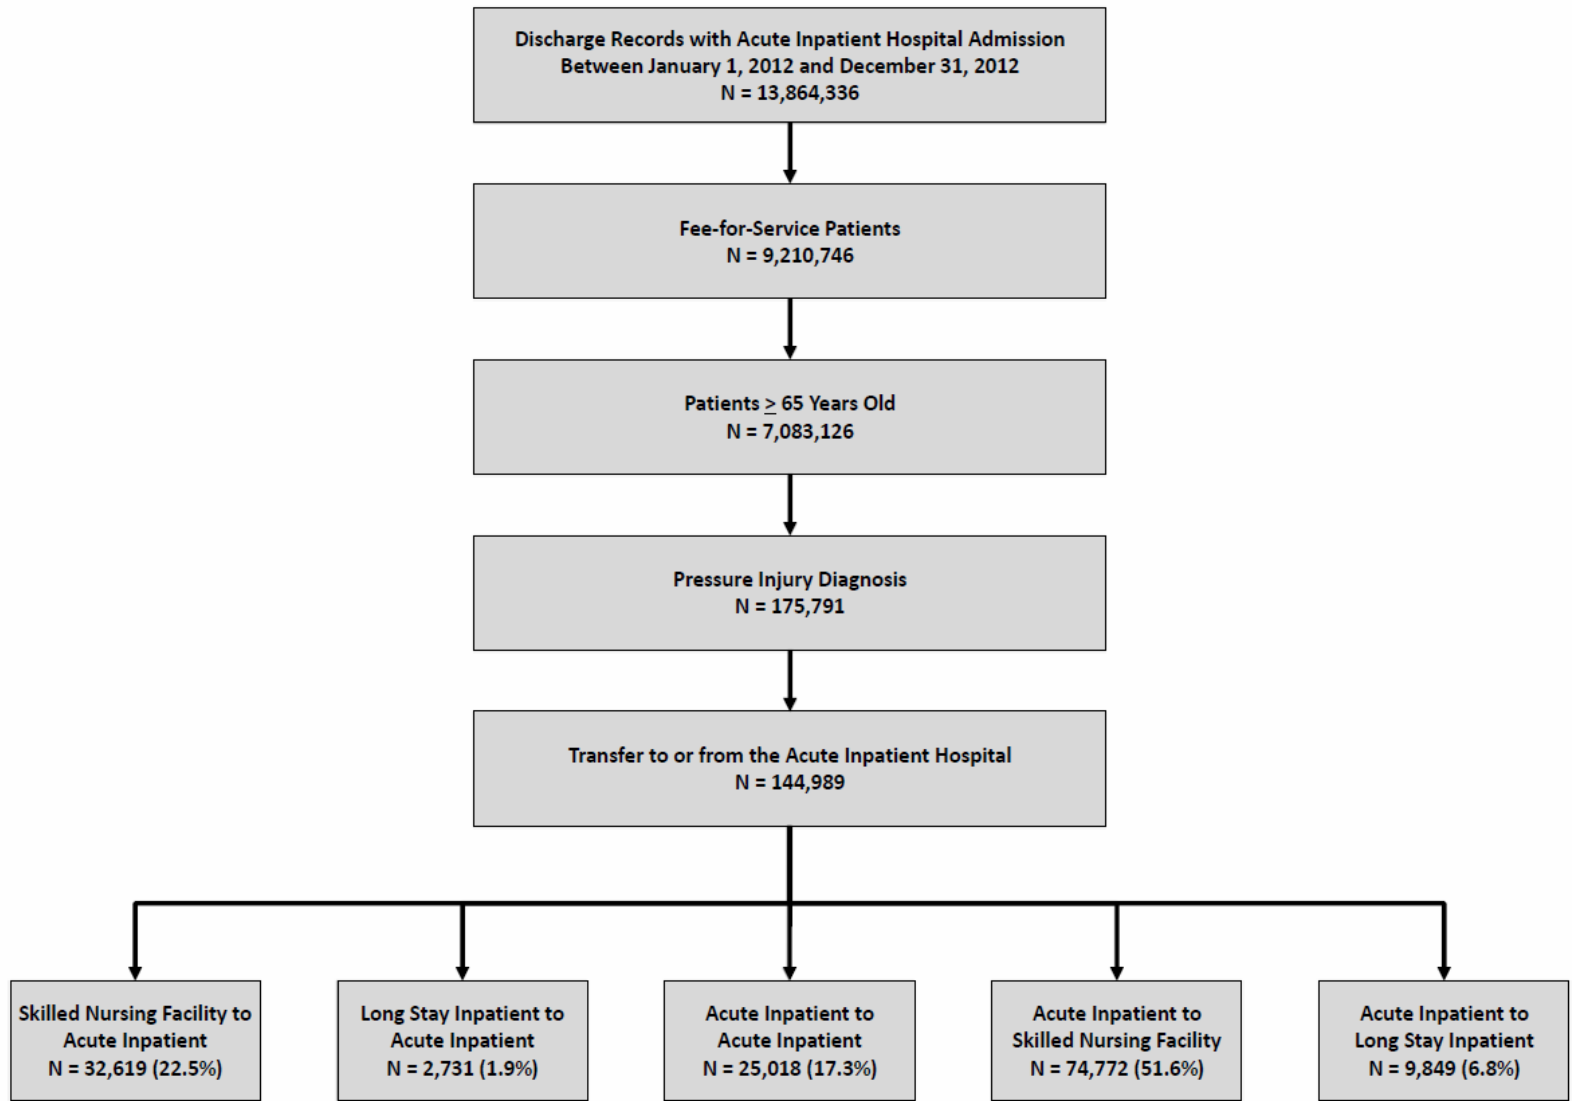 Discharge Records with Acute Inpatient Hospital Admission
Between January 1, 2012 and December 31, 2012
N = 13,864,336
Fee-for-Service Patients
N = 9,210,746
Patients ≥ 65 Years Old
N = 7,083,126
Pressure Injury Diagnosis
N = 175,791
Transfer to or from the Acute Inpatient Hospital
N = 144,989
Skilled Nursing Facility to
Acute Inpatient
N = 32,619 (22.5%)
Long Stay Inpatient to
Acute Inpatient
N = 2,731 (1.9%)
Acute Inpatient to
Acute Inpatient
N = 25,018 (17.3%)
Acute Inpatient to
Skilled Nursing Facility
N = 74,772 (51.6%)
Acute Inpatient to
Long Stay Inpatient
N = 9,849 (6.8%)